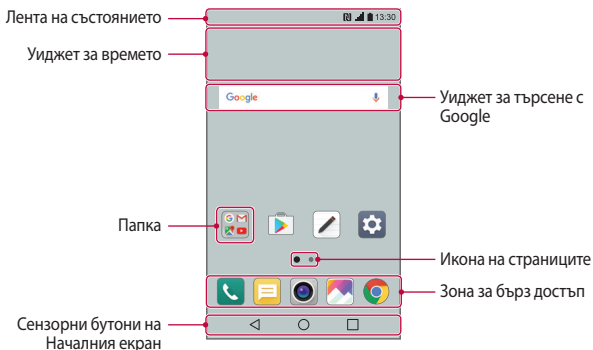 Лента на състоянието
13:30
Уиджет за времето
Google
Уиджет за търсене с
Google
Папка
Икона на страниците
Зона за бърз достъп
Сензорни бутони на
Началния екран